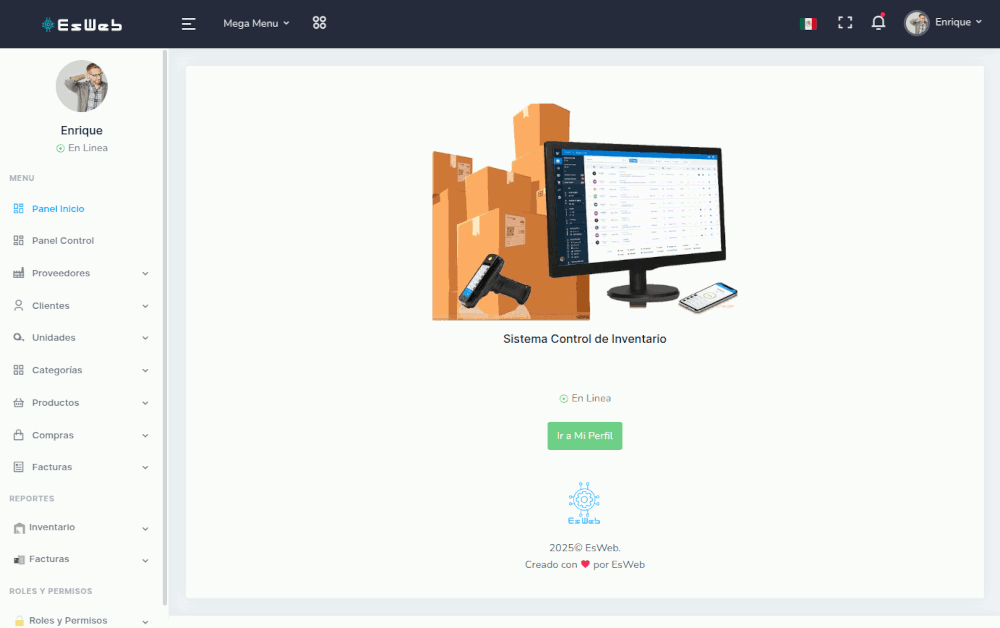 EsWeb
Mega Menu
Enrique
Enrique
En Linea
MENU
Panel Inicio
Panel Control
Proveedores
Clientes
Unidades
Categorías
Productos
Compras
Facturas
REPORTES
Inventario
Facturas
ROLES Y PERMISOS
Roles y Permisos
Sistema Control de Inventario
En Linea
Ir a Mi Perfil
EsWeb
2025© EsWeb.
Creado con ❤ por EsWeb